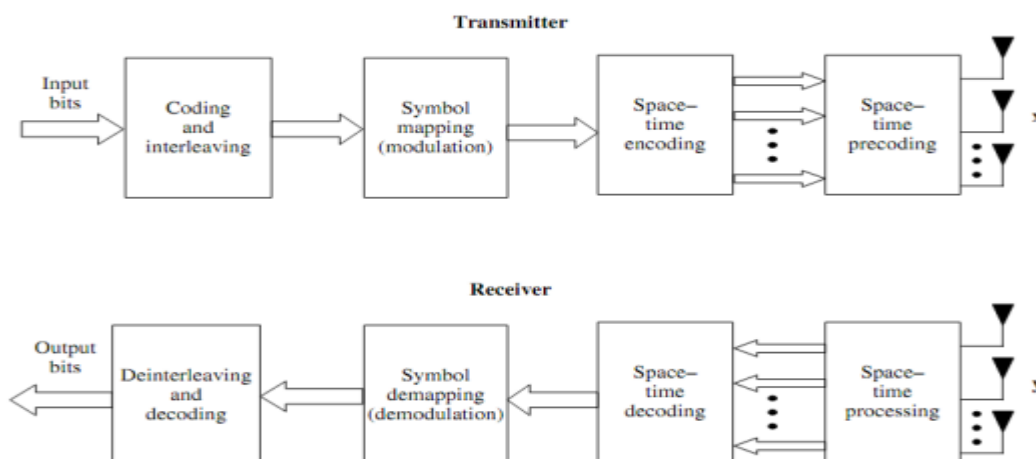 Transmitter
Input
bits
Coding
and
interleaving
Symbol
mapping
(modulation)
Space–
time
encoding
Space–
time
precoding
Receiver
Output
bits
Deinterleaving
and
decoding
Symbol
demapping
(demodulation)
Space–
time
decoding
Space–
time
processing